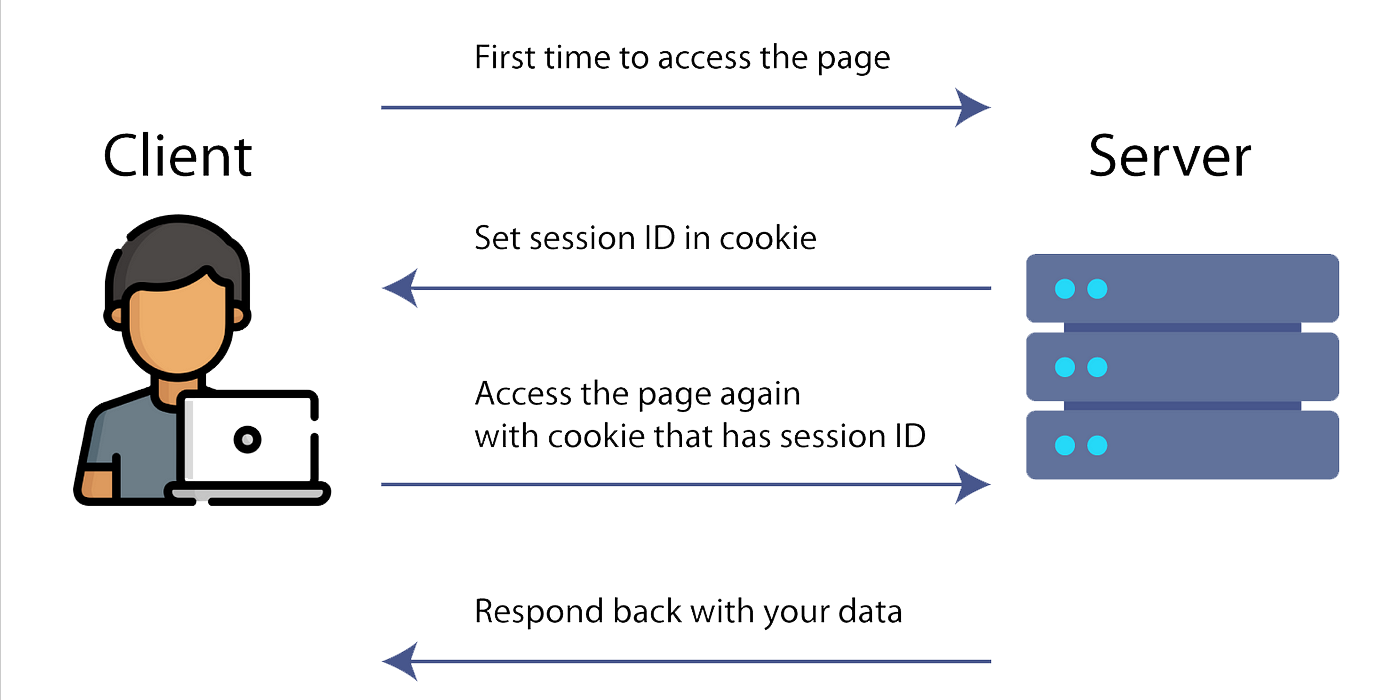 First time to access the page
Client
Server
Set session ID in cookie
Access the page again
with cookie that has session ID
Respond back with your data